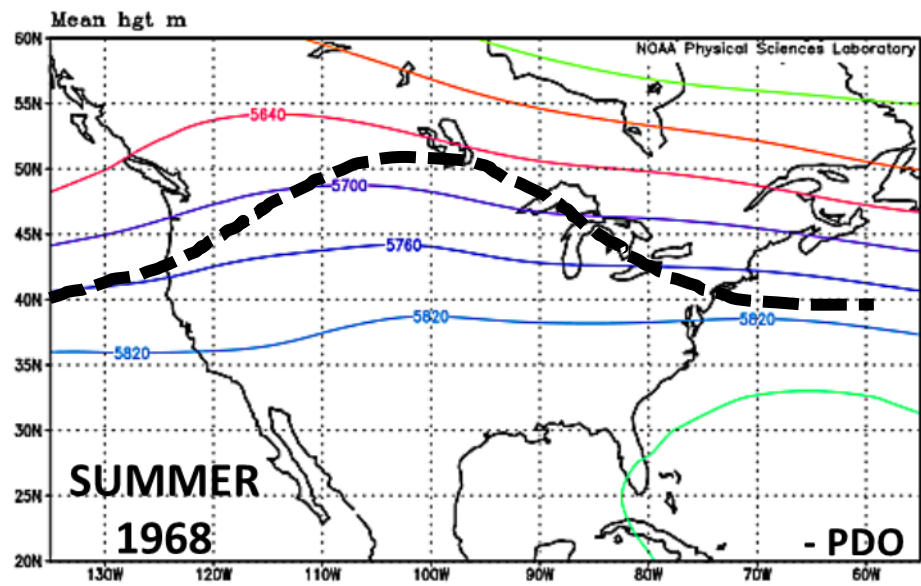 Mean hgt m
NOAA Physical Sciences Laboratory
60N
55N
5640
50N
5700
45N
5760
40N
5820
5820
5820
35N
30N
25N
SUMMER
1968
- PDO
20N
130W 120W 110W 100W 90W 80W 70W 60W